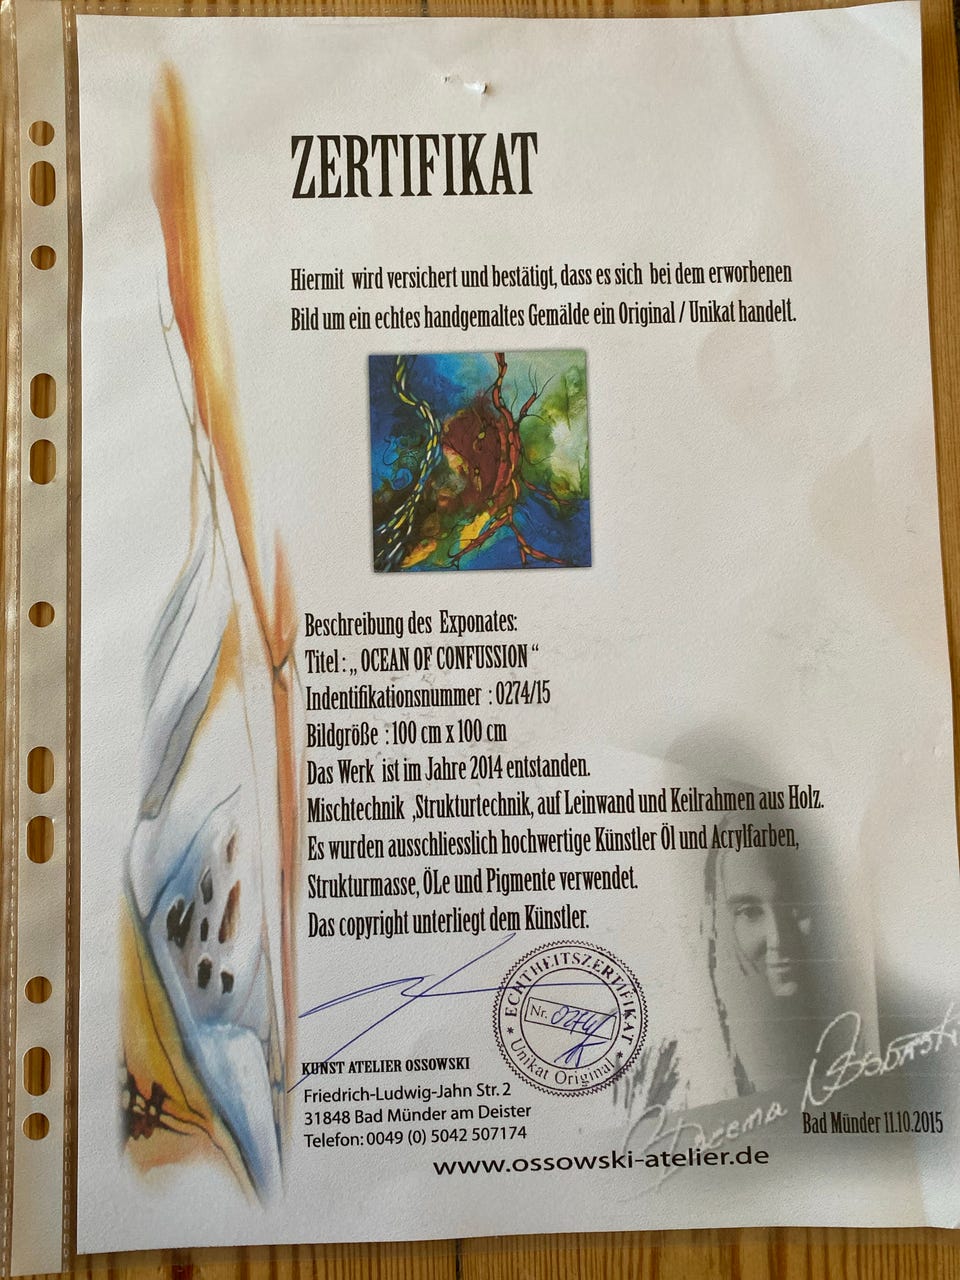 ZERTIFIKAT
Hiermit wird versichert und bestätigt, dass es sich bei dem erworbenen
Bild um ein echtes handgemaltes Gemälde ein Original / Unikat handelt.
Beschreibung des Exponates:
Titel : „ OCEAN OF CONFUSSION “
Indentifikationsnummer : 0274/15
Bildgröße : 100 cm x 100 cm
Das Werk ist im Jahre 2014 entstanden.
Mischtechnik ,Strukturtechnik, auf Leinwand und Keilrahmen aus Holz.
Es wurden ausschliesslich hochwertige Künstler Öl und Acrylfarben,
Strukturmasse, ÖLe und Pigmente verwendet.
Das copyright unterliegt dem Künstler.
ECHTHEITSZERTIFIKAT
Nr.
Unikat Original
KUNST ATELIER OSSOWSKI
Friedrich-Ludwig-Jahn Str. 2
31848 Bad Münder am Deister
Telefon: 0049 (0) 5042 507174
Ossowski
Bad Münder 11.10.2015
www.ossowski-atelier.de